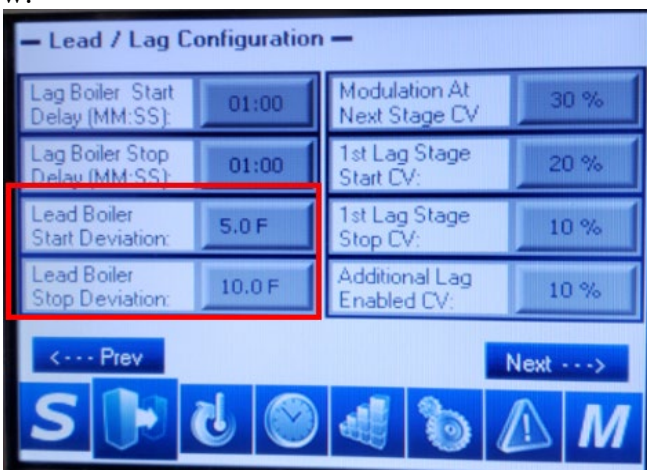 — Lead / Lag Configuration —
Lag Boiler Start
Delay (MM:SS):
01:00
Modulation At
Next Stage CV
30 %
Lag Boiler Stop
Delay (MM:SS):
01:00
1st Lag Stage
Start CV:
20 %
Lead Boiler
Start Deviation:
5.0 F
1st Lag Stage
Stop CV:
10 %
Lead Boiler
Stop Deviation:
10.0 F
Additional Lag
Enabled CV:
10 %
<--- Prev
Next --->
S
M